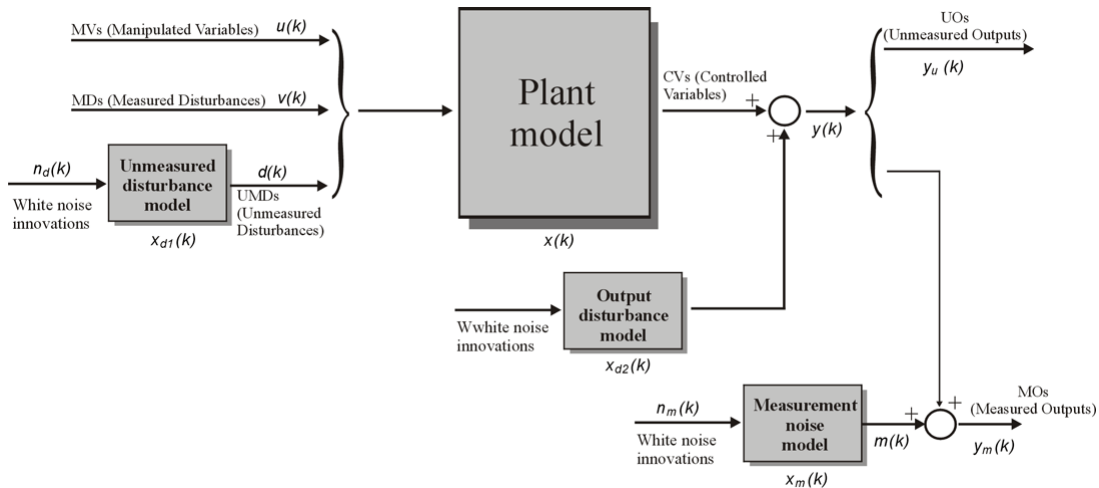 MVs (Manipulated Variables) u(k)
MDs (Measured Disturbances) v(k)
n_d(k)
White noise
innovations
Unmeasured
disturbance
model
x_d1(k)
d(k)
UMDs
(Unmeasured
Disturbances)
Plant
model
x(k)
CVs (Controlled
Variables)
+
+
y(k)
UOs
(Unmeasured Outputs)
y_u (k)
Wwhite noise
innovations
Output
disturbance
model
x_d2(k)
n_m(k)
White noise
innovations
Measurement
noise
model
x_m(k)
m(k)
+
+
MOs
(Measured Outputs)
y_m(k)